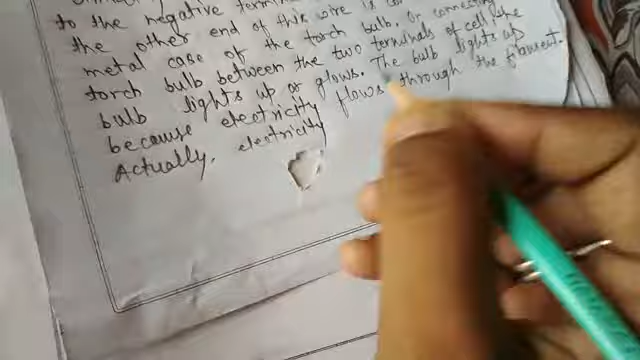 to the negative
the other end of this wire is
metal case of the torch bulb. On
torch bulb between the two terminals of cell, the
bulb lights up or glows. The bulb lights up
because electricity flows through the filament.
Actually, electricity